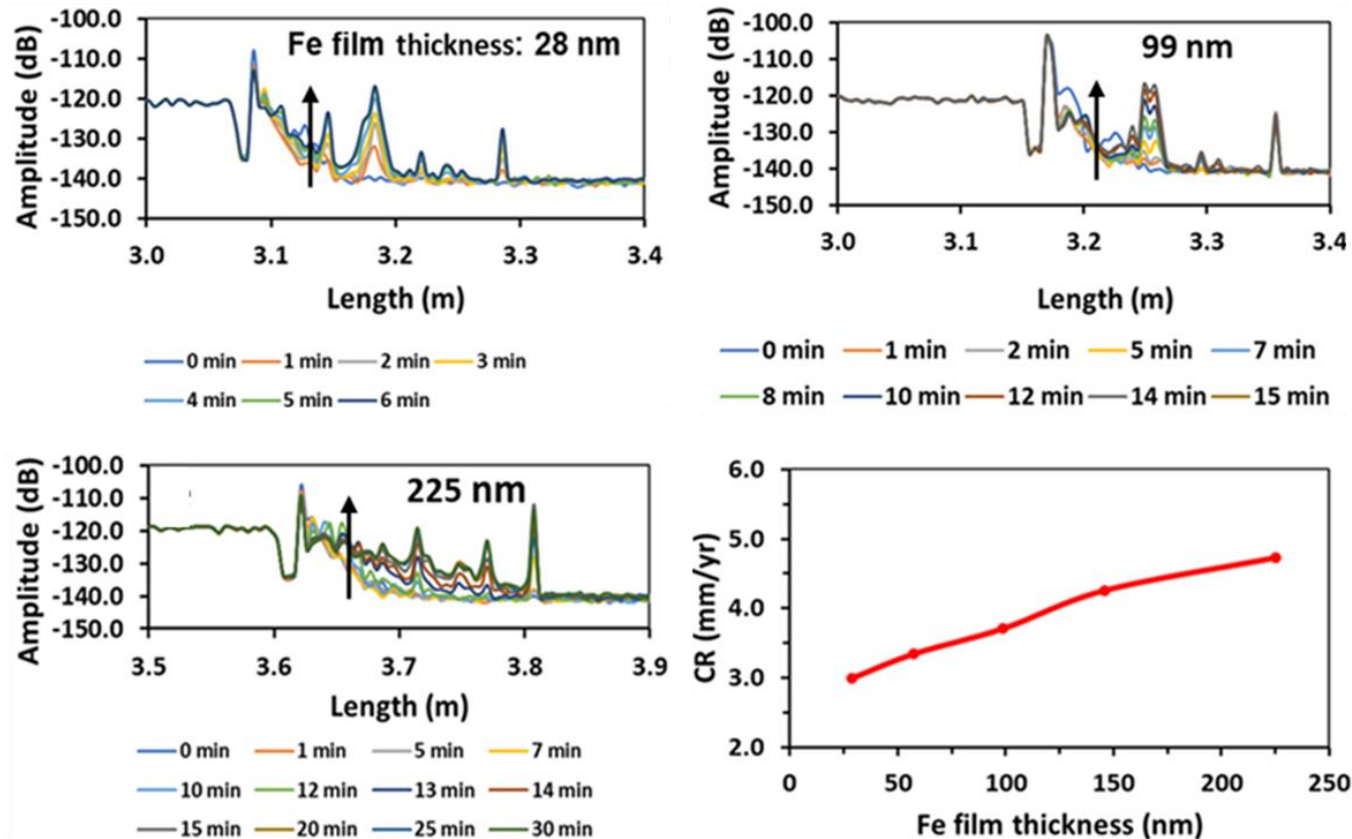 Fe film thickness: 28 nm
Amplitude (dB)
-100.0
-110.0
-120.0
-130.0
-140.0
-150.0
3.0 3.1 3.2 3.3 3.4
Length (m)
0 min 1 min 2 min 3 min
4 min 5 min 6 min
99 nm
Amplitude (dB)
-100.0
-110.0
-120.0
-130.0
-140.0
-150.0
3.0 3.1 3.2 3.3 3.4
Length (m)
0 min 1 min 2 min 5 min 7 min
8 min 10 min 12 min 14 min 15 min
225 nm
Amplitude (dB)
-100.0
-110.0
-120.0
-130.0
-140.0
-150.0
3.5 3.6 3.7 3.8 3.9
Length (m)
0 min 1 min 5 min 7 min
10 min 12 min 13 min 14 min
15 min 20 min 25 min 30 min
CR (mm/yr)
6.0
5.0
4.0
3.0
2.0
0 50 100 150 200 250
Fe film thickness (nm)